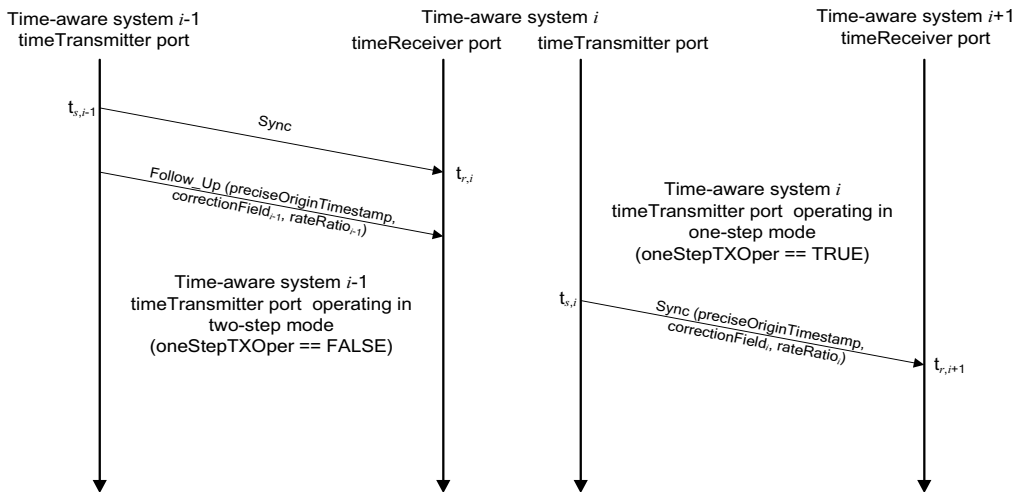 Time-aware system i-1
timeTransmitter port
Time-aware system i
timeReceiver port
timeTransmitter port
Time-aware system i+1
timeReceiver port
ts,i-1
Sync
tr,i
Follow_Up (preciseOriginTimestamp,
correctionFieldi-1, rateRatioi-1)
Time-aware system i
timeTransmitter port operating in
one-step mode
(oneStepTXOper == TRUE)
Time-aware system i-1
timeTransmitter port operating in
two-step mode
(oneStepTXOper == FALSE)
ts,i
Sync (preciseOriginTimestamp,
correctionFieldi, rateRatioi)
tr,i+1